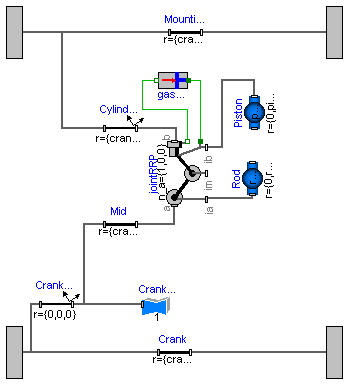 Mounti...
r={cra...
gas...
Cylind...
r={cran...
Piston
r={0,pi...
b
ib
jointRRP
n_a={1,0,0}
im
Rod
r={0,r...
a
ia
Mid
r={cra...
Crank...
r={0,0,0}
Crank...
1
Crank
r={cra...